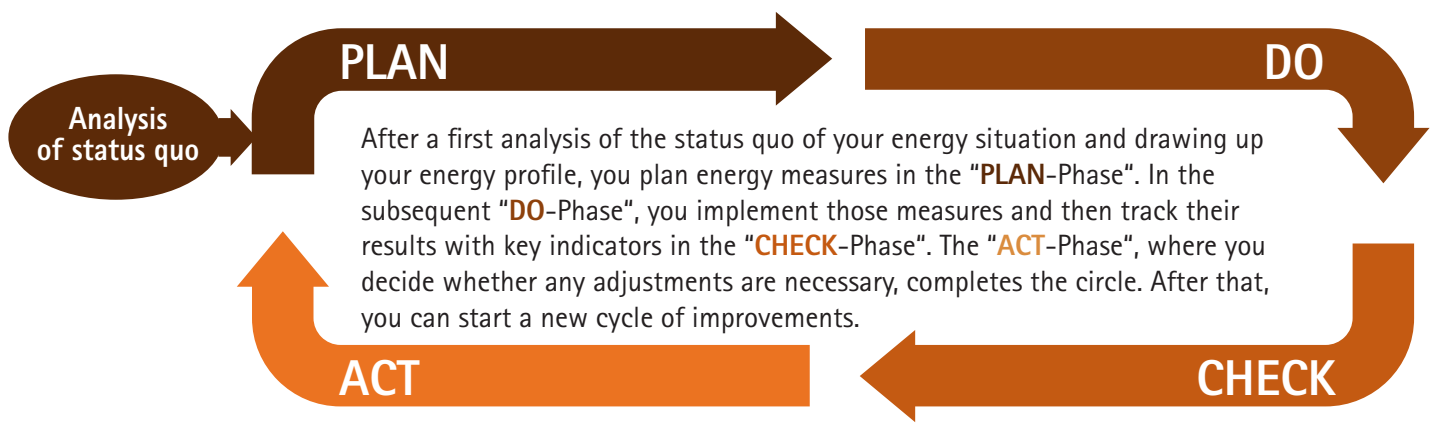 PLAN
DO
Analysis
of status quo
After a first analysis of the status quo of your energy situation and drawing up
your energy profile, you plan energy measures in the “PLAN-Phase“. In the
subsequent “DO-Phase“, you implement those measures and then track their
results with key indicators in the “CHECK-Phase“. The “ACT-Phase“, where you
decide whether any adjustments are necessary, completes the circle. After that,
you can start a new cycle of improvements.
ACT
CHECK